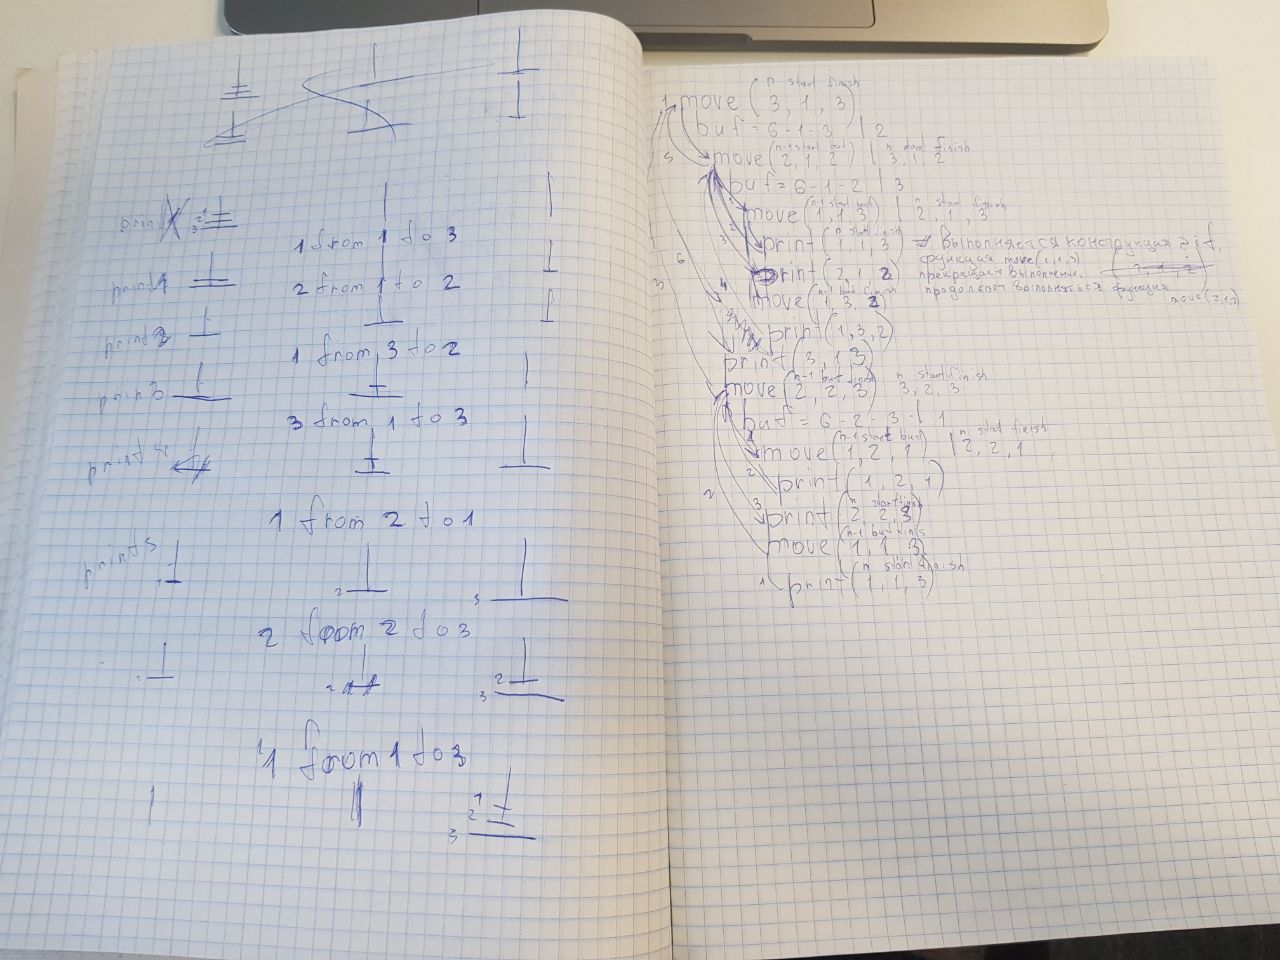 print
1
2
3
1 from 1 to 3
print 1
2 from 1 to 2
print 2
1 from 3 to 2
print 3
3 from 1 to 3
print 4
1 from 2 to 1
print 5
2
3
2 from 2 to 3
2
2
3
1 from 1 to 3
1
2
3
n start finish
1 move (3, 1, 3)
buf = 6-1-3 | 2
n-1 start buf n start finish
move (2, 1, 2) | 3, 1, 2
buf = 6-1-2 | 3
n-1 start buf n start finish
move (1, 1, 3) | 2, 1, 3
n start finish
print (1, 1, 3) выполняется конструкция if,
функция move(1,1,3)
print (2, 1, 2) прекращает выполнение
n-1 buf finish продолжает выполняться функция
move (1, 3, 2) move(2,1,2)
print (1, 3, 2)
print (3, 1, 3)
n-1 buf finish n start finish
move (2, 2, 3) 3, 2, 3
buf = 6-2-3 | 1
n-1 start buf n start finish
move (1, 2, 1) | 2, 2, 1
print (1, 2, 1)
n start finish
print (2, 2, 3)
n-1 buf finis
move (1, 1, 3)
n start finish
print (1, 1, 3)